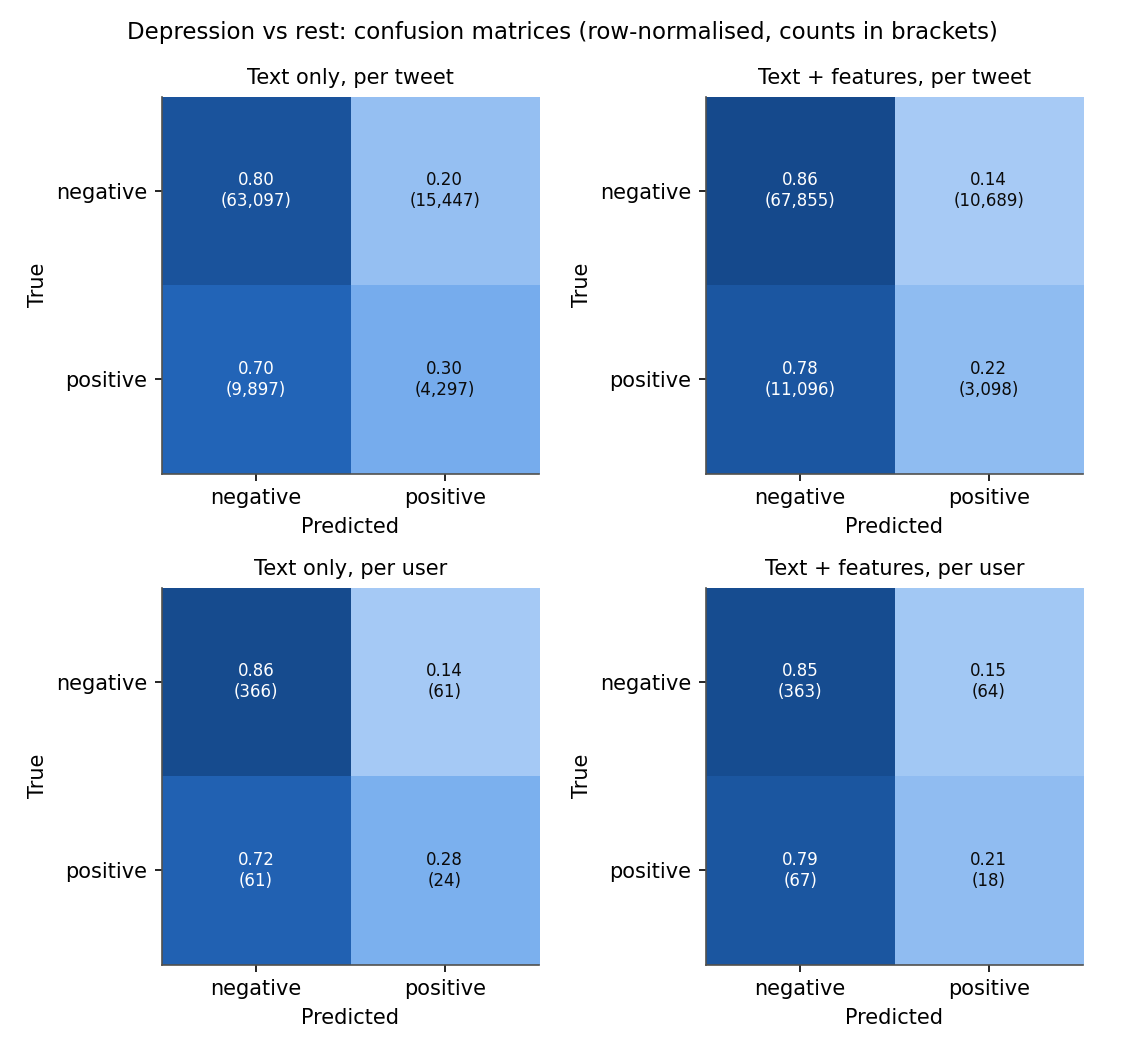 Depression vs rest: confusion matrices (row-normalised, counts in brackets)
Text only, per tweet
True
negative
positive
0.80
(63,097)
0.20
(15,447)
0.70
(9,897)
0.30
(4,297)
negative
positive
Predicted
Text + features, per tweet
True
negative
positive
0.86
(67,855)
0.14
(10,689)
0.78
(11,096)
0.22
(3,098)
negative
positive
Predicted
Text only, per user
True
negative
positive
0.86
(366)
0.14
(61)
0.72
(61)
0.28
(24)
negative
positive
Predicted
Text + features, per user
True
negative
positive
0.85
(363)
0.15
(64)
0.79
(67)
0.21
(18)
negative
positive
Predicted